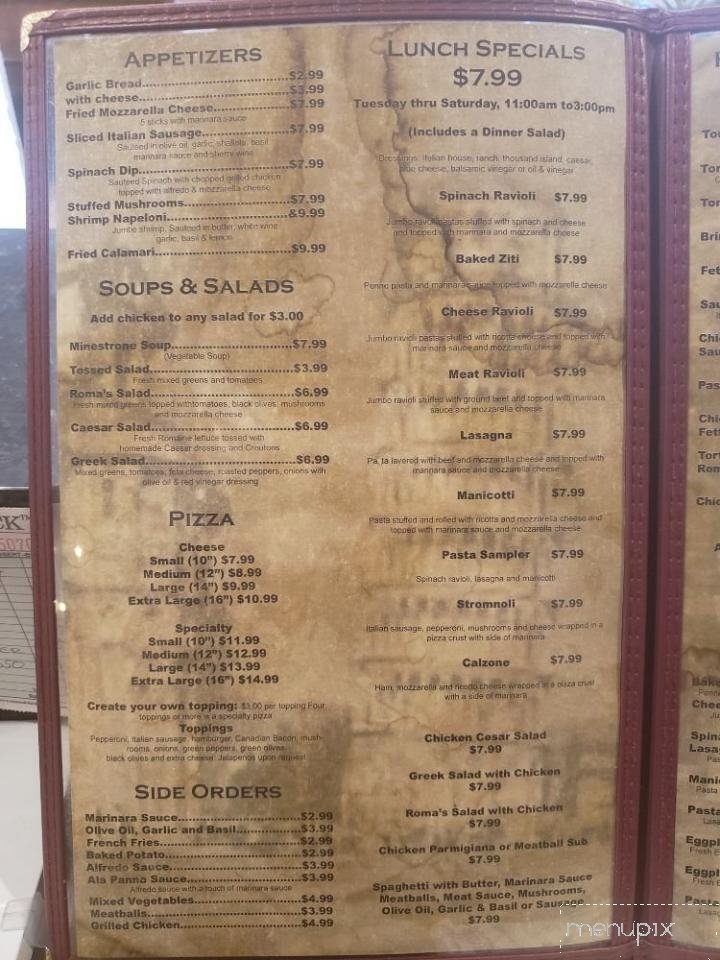 APPETIZERS
Garlic Bread...$2.99
with cheese...$3.99
Fried Mozzarella Cheese...$7.99
5 sticks with marinara sauce
Sliced Italian Sausage...$7.99
Sauteed in olive oil, garlic, shallots, basil
marinara sauce and sherry wine
Spinach Dip...$7.99
Sauteed Spinach with chopped grilled chicken
topped with alfredo & mozzarella cheese
Stuffed Mushrooms...$7.99
Shrimp Napeloni...&9.99
Jumbo shrimp, Sauteed in butter, white wine
garlic, basil & lemon
Fried Calamari...$9.99
SOUPS & SALADS
Add chicken to any salad for $3.00
Minestrone Soup...$7.99
(Vegetable Soup)
Tossed Salad...$3.99
Fresh mixed greens and tomatoes
Roma's Salad...$6.99
Fresh mixed greens topped withtomatoes, black olives, mushrooms
and mozzarella cheese
Caesar Salad...$6.99
Fresh Romaine lettuce tossed with
homemade Caesar dressing and Croutons
Greek Salad...$6.99
Mixed greens, tomatoes, feta cheese, roasted peppers, onions with
olive oil & red vinegar dressing
PIZZA
Cheese
Small (10") $7.99
Medium (12") $8.99
Large (14") $9.99
Extra Large (16") $10.99
Specialty
Small (10") $11.99
Medium (12") $12.99
Large (14") $13.99
Extra Large (16") $14.99
Create your own topping: $3.00 per topping Four
toppings or more is a specialty pizza
Toppings
Pepperoni, Italian sausage, hamburger, Canadian Bacon, mush-
rooms, onions, green peppers, green olives,
black olives and extra cheese. Jalapenos upon request
SIDE ORDERS
Marinara Sauce...$2.99
Olive Oil, Garlic and Basil...$3.99
French Fries...$2.99
Baked Potato...$2.99
Alfredo Sauce...$3.99
Ala Panna Sauce...$3.99
Alfredo sauce with a touch of marinara sauce
Mixed Vegetables...$4.99
Meatballs...$3.99
Grilled Chicken...$4.99
LUNCH SPECIALS
$7.99
Tuesday thru Saturday, 11:00am to3:00pm
(Includes a Dinner Salad)
Dressings: Italian house, ranch, thousand island, caesar,
blue cheese, balsamic vinegar or oil & vinegar
Spinach Ravioli $7.99
Jumbo ravoli pastas stuffed with spinach and cheese
and topped with marinara and mozzarella cheese
Baked Ziti $7.99
Penne pasta and marinara sauce topped with mozzarella cheese
Cheese Ravioli $7.99
Jumbo ravioli pastas stuffed with ricotta cheese and topped with
marinara sauce and mozzarella cheese
Meat Ravioli $7.99
Jumbo ravioli stuffed with ground beef and topped with marinara
sauce and mozzarella cheese
Lasagna $7.99
Pa ta layered with beef and mozzarella cheese and topped with
marinara sauce and mozzarella cheese
Manicotti $7.99
Pasta stuffed and rolled with ricotta and mozzarella cheese and
topped with marinara sauce and mozzarella cheese
Pasta Sampler $7.99
Spinach ravioli, lasagna and manicotti
Stromnoli $7.99
Italian sausage, pepperoni, mushrooms and cheese wrapped in a
pizza crust with side of marinara
Calzone $7.99
Ham, mozzarella and ricotto cheese wrapped in a pizza crust
with a side of marinara
Chicken Cesar Salad
$7.99
Greek Salad with Chicken
$7.99
Roma's Salad with Chicken
$7.99
Chicken Parmigiana or Meatball Sub
$7.99
Spaghetti with Butter, Marinara Sauce
Meatballs, Meat Sauce, Mushrooms,
Olive Oil, Garlic & Basil or Sausage
$7.99
menupix